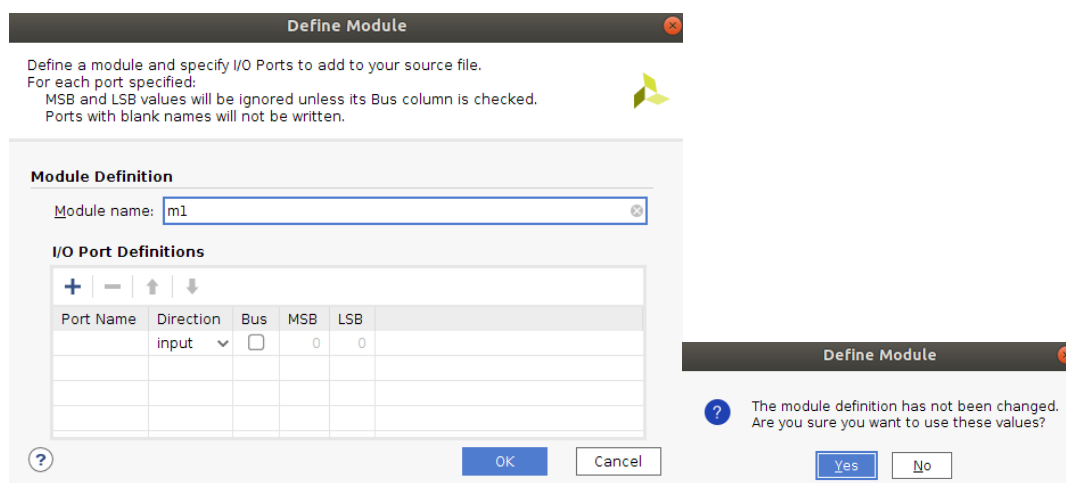 Define Module
Define a module and specify I/O Ports to add to your source file.
For each port specified:
MSB and LSB values will be ignored unless its Bus column is checked.
Ports with blank names will not be written.
Module Definition
Module name: m1
I/O Port Definitions
Port Name Direction Bus MSB LSB
input 0 0
? OK Cancel
Define Module
? The module definition has not been changed.
Are you sure you want to use these values?
Yes No